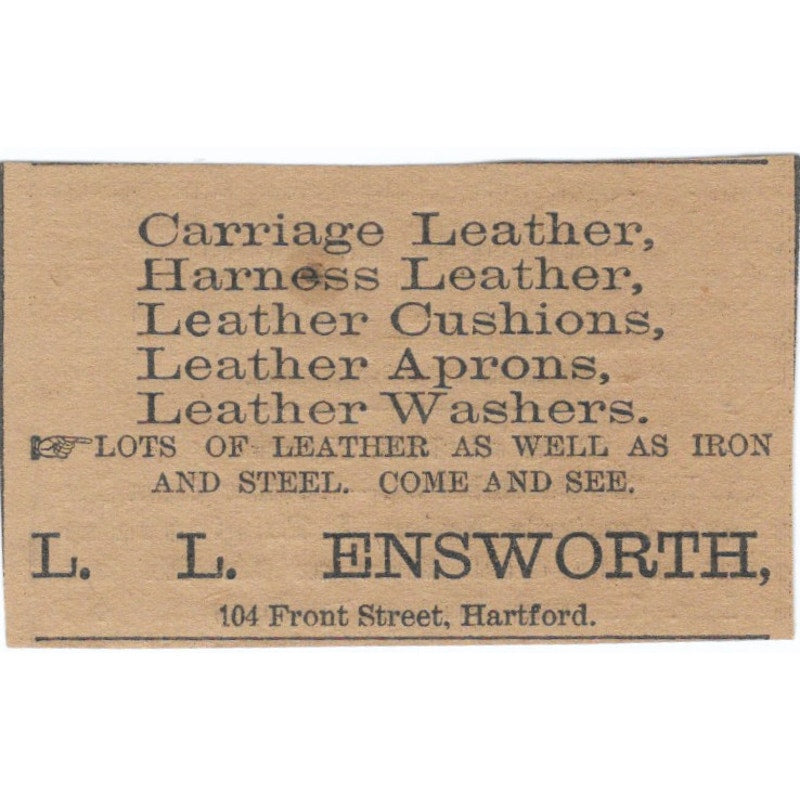 Carriage Leather,
Harness Leather,
Leather Cushions,
Leather Aprons,
Leather Washers.
☞LOTS OF LEATHER AS WELL AS IRON
AND STEEL. COME AND SEE.
L. L. ENSWORTH,
104 Front Street, Hartford.